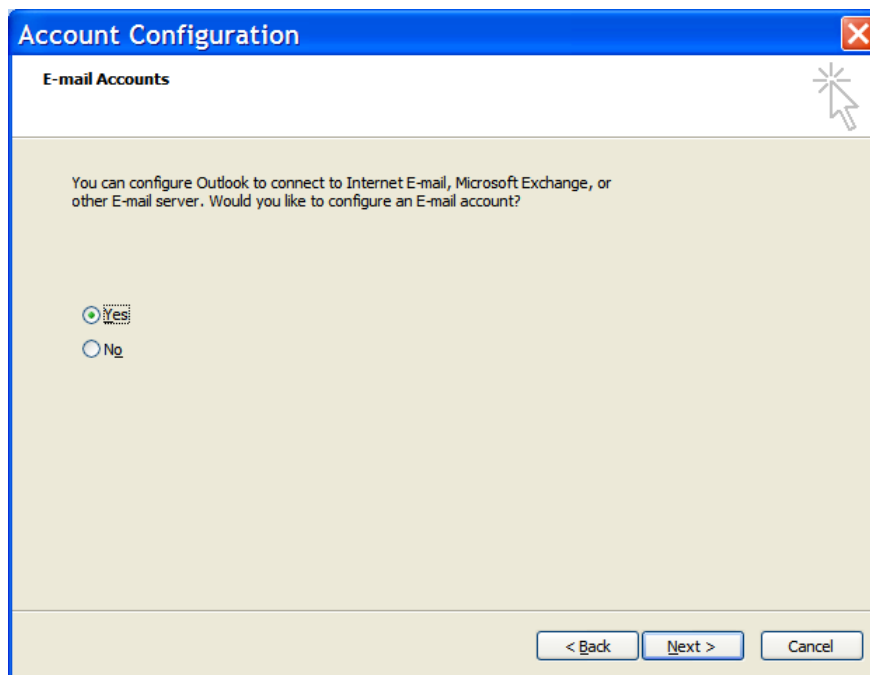 Account Configuration
E-mail Accounts
You can configure Outlook to connect to Internet E-mail, Microsoft Exchange, or
other E-mail server. Would you like to configure an E-mail account?
Yes
No
< Back Next > Cancel